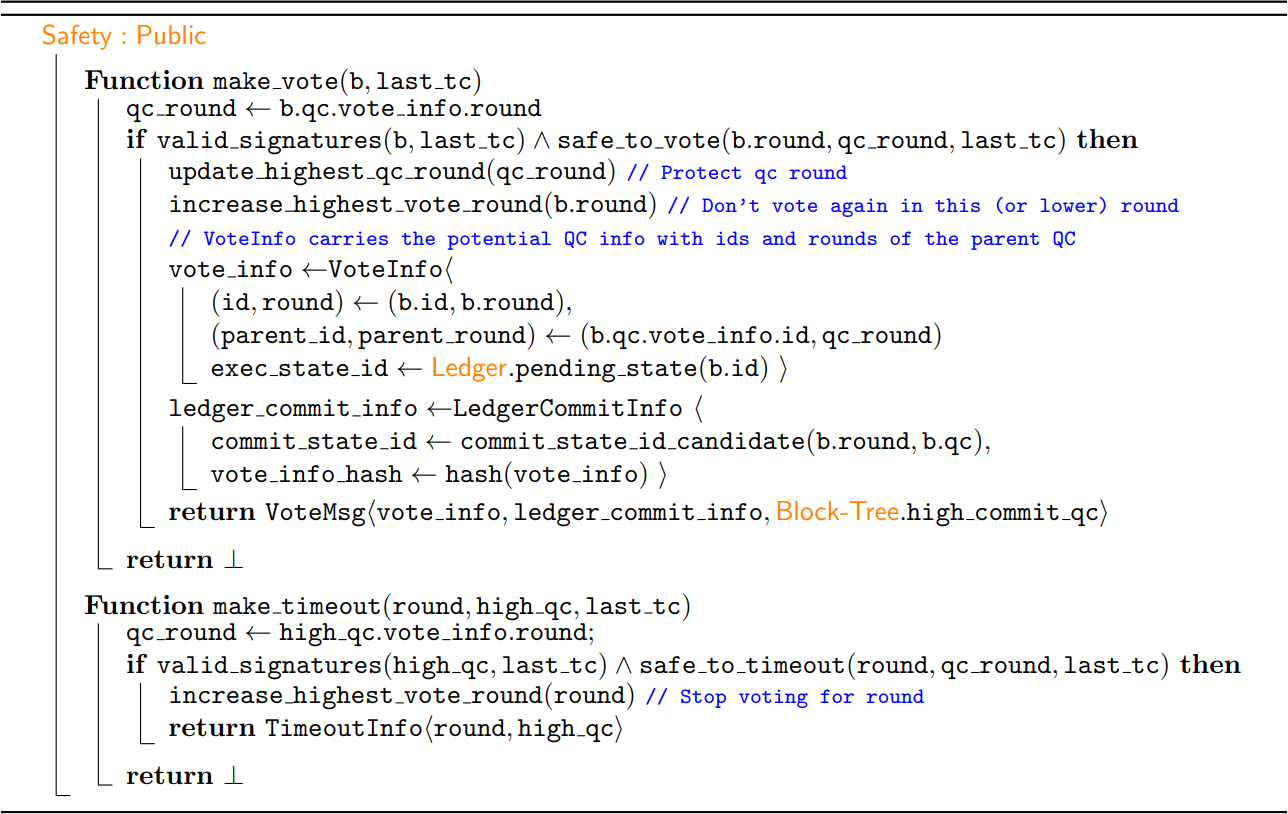 Safety : Public
Function make_vote(b, last_tc)
qc_round ← b.qc.vote_info.round
if valid_signatures(b, last_tc) ∧ safe_to_vote(b.round, qc_round, last_tc) then
update_highest_qc_round(qc_round) // Protect qc round
increase_highest_vote_round(b.round) // Don't vote again in this (or lower) round
// VoteInfo carries the potential QC info with ids and rounds of the parent QC
vote_info ←VoteInfo⟨
(id, round) ← (b.id, b.round),
(parent_id, parent_round) ← (b.qc.vote_info.id, qc_round)
exec_state_id ← Ledger.pending_state(b.id) ⟩
ledger_commit_info ←LedgerCommitInfo ⟨
commit_state_id ← commit_state_id_candidate(b.round, b.qc),
vote_info_hash ← hash(vote_info) ⟩
return VoteMsg⟨vote_info, ledger_commit_info, Block-Tree.high_commit_qc⟩
return ⊥
Function make_timeout(round, high_qc, last_tc)
qc_round ← high_qc.vote_info.round;
if valid_signatures(high_qc, last_tc) ∧ safe_to_timeout(round, qc_round, last_tc) then
increase_highest_vote_round(round) // Stop voting for round
return TimeoutInfo⟨round, high_qc⟩
return ⊥